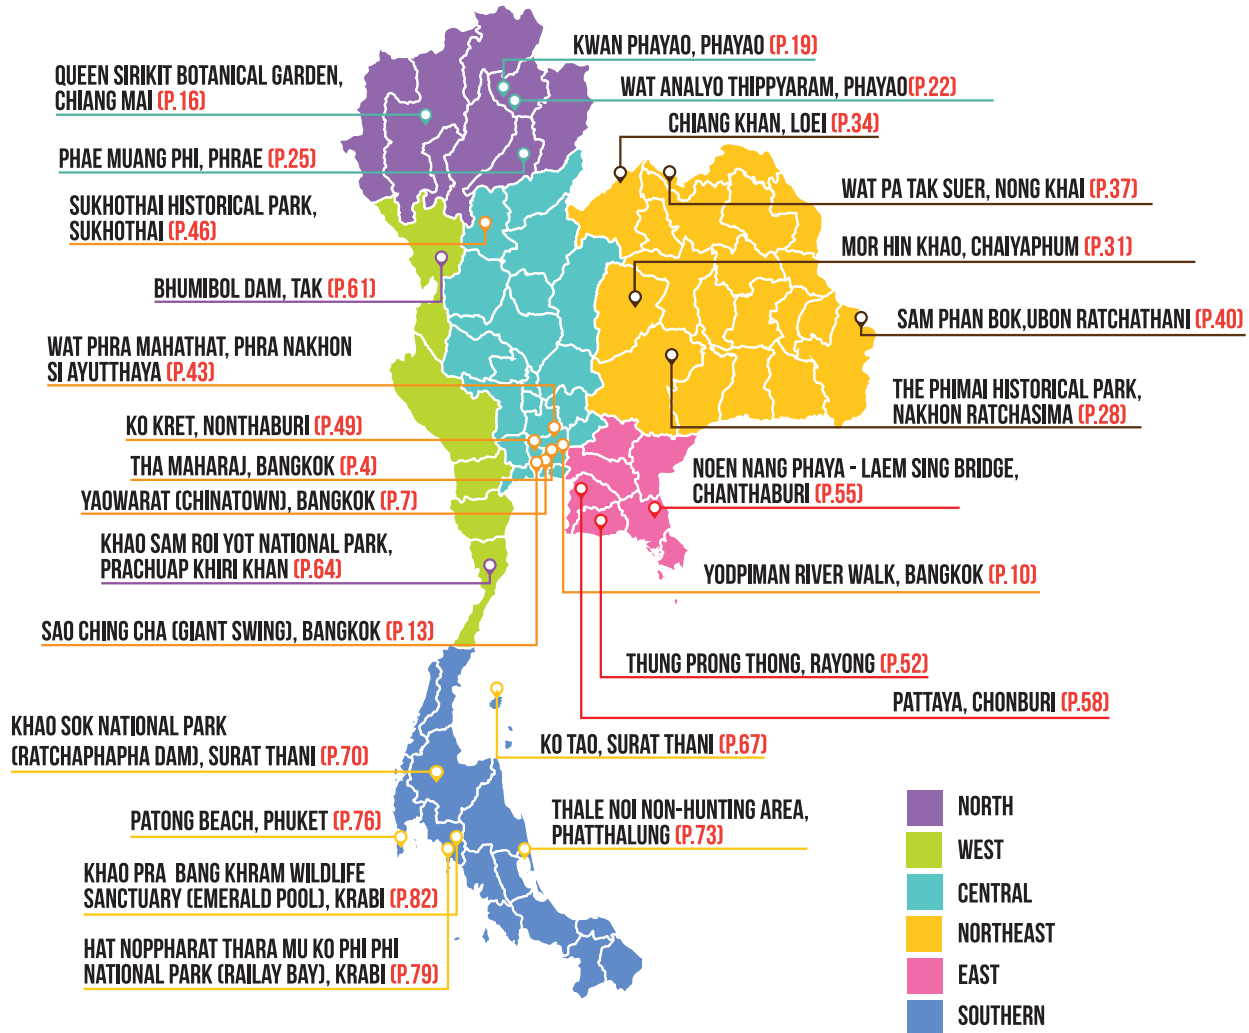 KWAN PHAYAO, PHAYAO (P.19)
QUEEN SIRIKIT BOTANICAL GARDEN,
CHIANG MAI (P.16)
WAT ANALYO THIPPYARAM, PHAYAO(P.22)
CHIANG KHAN, LOEI (P.34)
PHAE MUANG PHI, PHRAE (P.25)
WAT PA TAK SUER, NONG KHAI (P.37)
SUKHOTHAI HISTORICAL PARK,
SUKHOTHAI (P.46)
MOR HIN KHAO, CHAIYAPHUM (P.31)
BHUMIBOL DAM, TAK (P.61)
SAM PHAN BOK,UBON RATCHATHANI (P.40)
WAT PHRA MAHATHAT, PHRA NAKHON
SI AYUTTHAYA (P.43)
THE PHIMAI HISTORICAL PARK,
NAKHON RATCHASIMA (P.28)
KO KRET, NONTHABURI (P.49)
THA MAHARAJ, BANGKOK (P.4)
NOEN NANG PHAYA - LAEM SING BRIDGE,
CHANTHABURI (P.55)
YAOWARAT (CHINATOWN), BANGKOK (P.7)
KHAO SAM ROI YOT NATIONAL PARK,
PRACHUAP KHIRI KHAN (P.64)
YODPIMAN RIVER WALK, BANGKOK (P.10)
SAO CHING CHA (GIANT SWING), BANGKOK (P.13)
THUNG PRONG THONG, RAYONG (P.52)
PATTAYA, CHONBURI (P.58)
KHAO SOK NATIONAL PARK
(RATCHAPHAPHA DAM), SURAT THANI (P.70)
KO TAO, SURAT THANI (P.67)
PATONG BEACH, PHUKET (P.76)
THALE NOI NON-HUNTING AREA,
PHATTHALUNG (P.73)
KHAO PRA BANG KHRAM WILDLIFE
SANCTUARY (EMERALD POOL), KRABI (P.82)
HAT NOPPHARAT THARA MU KO PHI PHI
NATIONAL PARK (RAILAY BAY), KRABI (P.79)
NORTH
WEST
CENTRAL
NORTHEAST
EAST
SOUTHERN